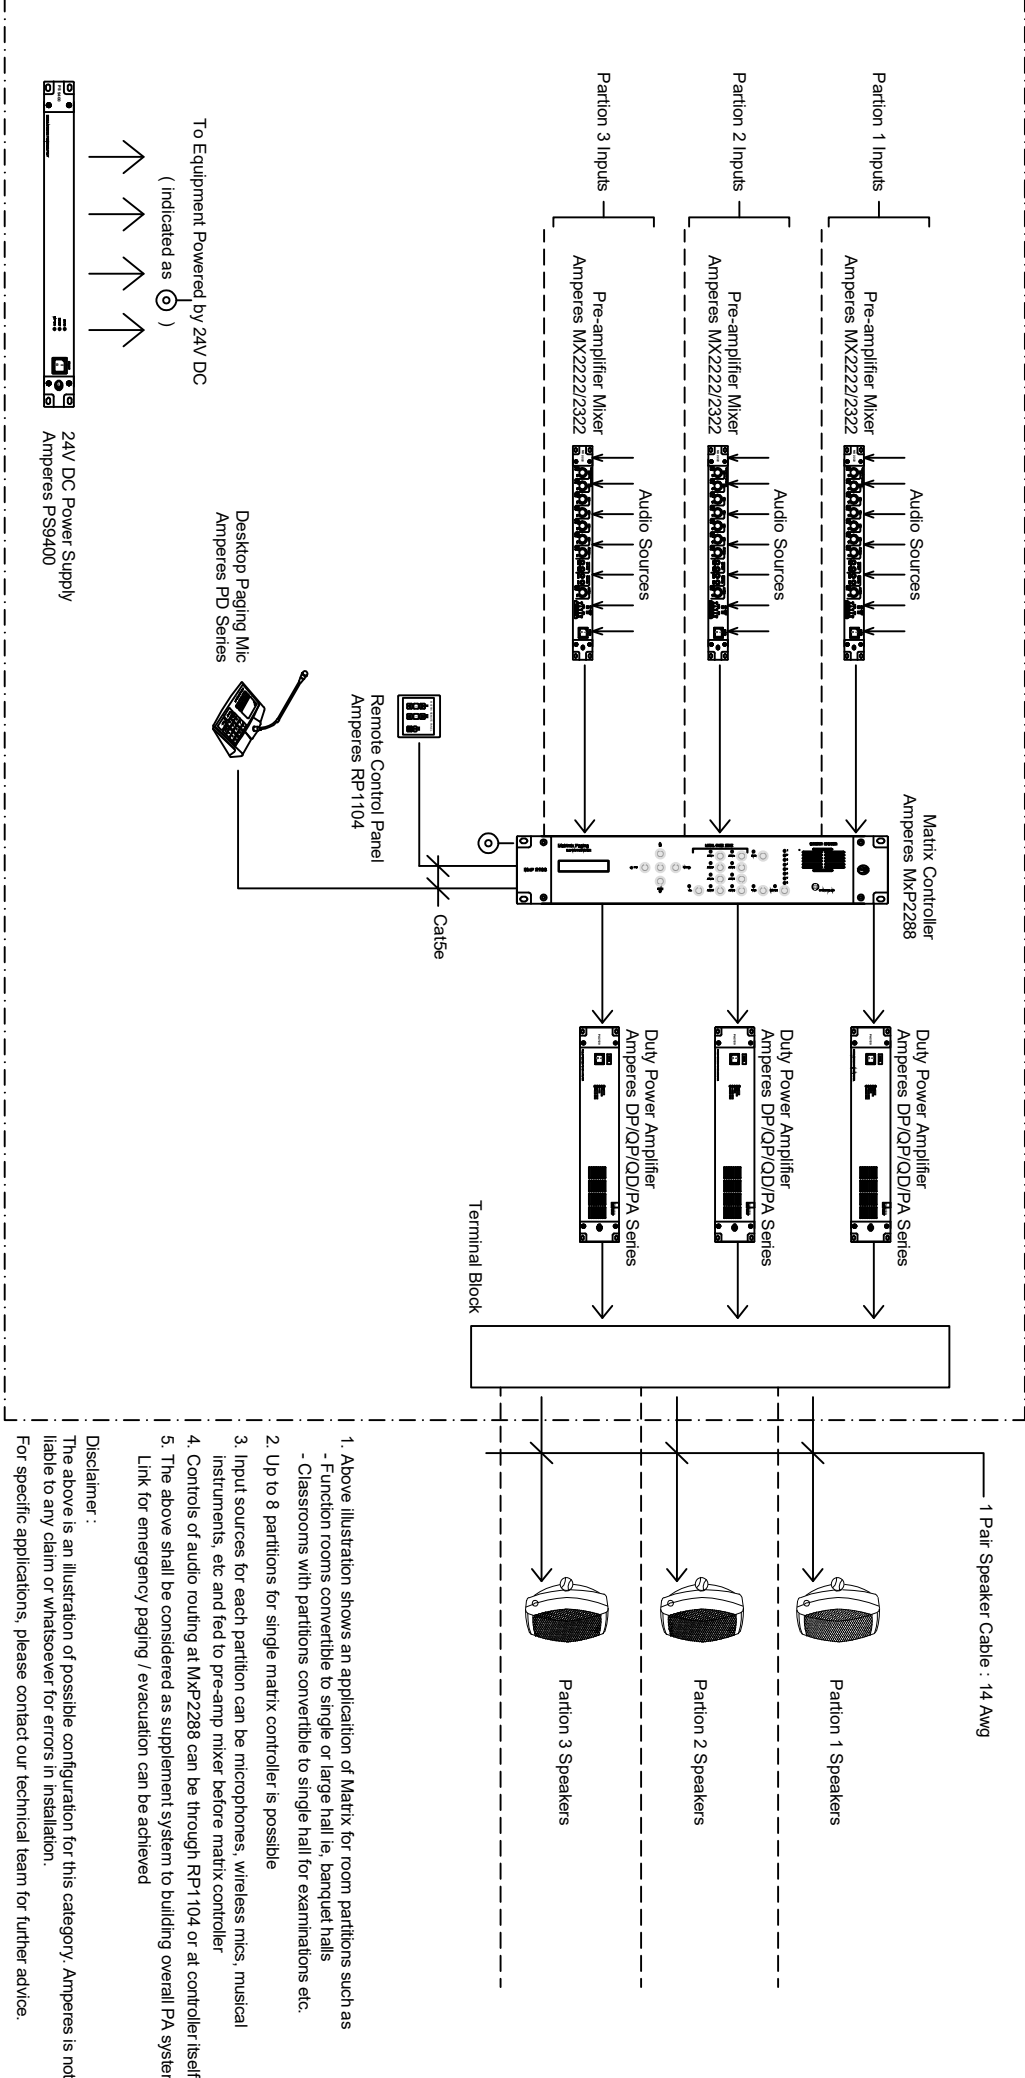 1 Pair Speaker Cable : 14 Awg
Matrix Controller
Amperes MxP2288
Partion 1 Inputs
Pre-amplifier Mixer
Amperes MX2222/2322
Audio Sources
Duty Power Amplifier
Amperes DP/QP/QD/PA Series
Partion 1 Speakers
Partion 2 Inputs
Pre-amplifier Mixer
Amperes MX2222/2322
Audio Sources
Duty Power Amplifier
Amperes DP/QP/QD/PA Series
Partion 2 Speakers
Partion 3 Inputs
Pre-amplifier Mixer
Amperes MX2222/2322
Audio Sources
Duty Power Amplifier
Amperes DP/QP/QD/PA Series
Partion 3 Speakers
Terminal Block
Cat5e
Remote Control Panel
Amperes RP1104
Desktop Paging Mic
Amperes PD Series
To Equipment Powered by 24V DC
( indicated as )
24V DC Power Supply
Amperes PS9400
1. Above illustration shows an applicaition of Matrix for room partitions such as
- Function rooms convertible to single or large hall ie, banquet halls
- Classrooms with partitions convertible to single hall for examinations etc.
2. Up to 8 partitions for single matrix controller is possible
3. Input sources for each partition can be microphones, wireless mics, musical
instruments, etc and fed to pre-amp mixer before matrix controller
4. Controls of audio routing at MxP2288 can be through RP1104 or at controller itself
5. The above shall be considered as supplement system to building overall PA system
Link for emergency paging / evacuation can be achieved
Disclaimer :
The above is an illustration of possible configuration for this category. Amperes is not
liable to any claim or whatsoever for errors in installation.
For specific applications, please contact our technical team for further advice.